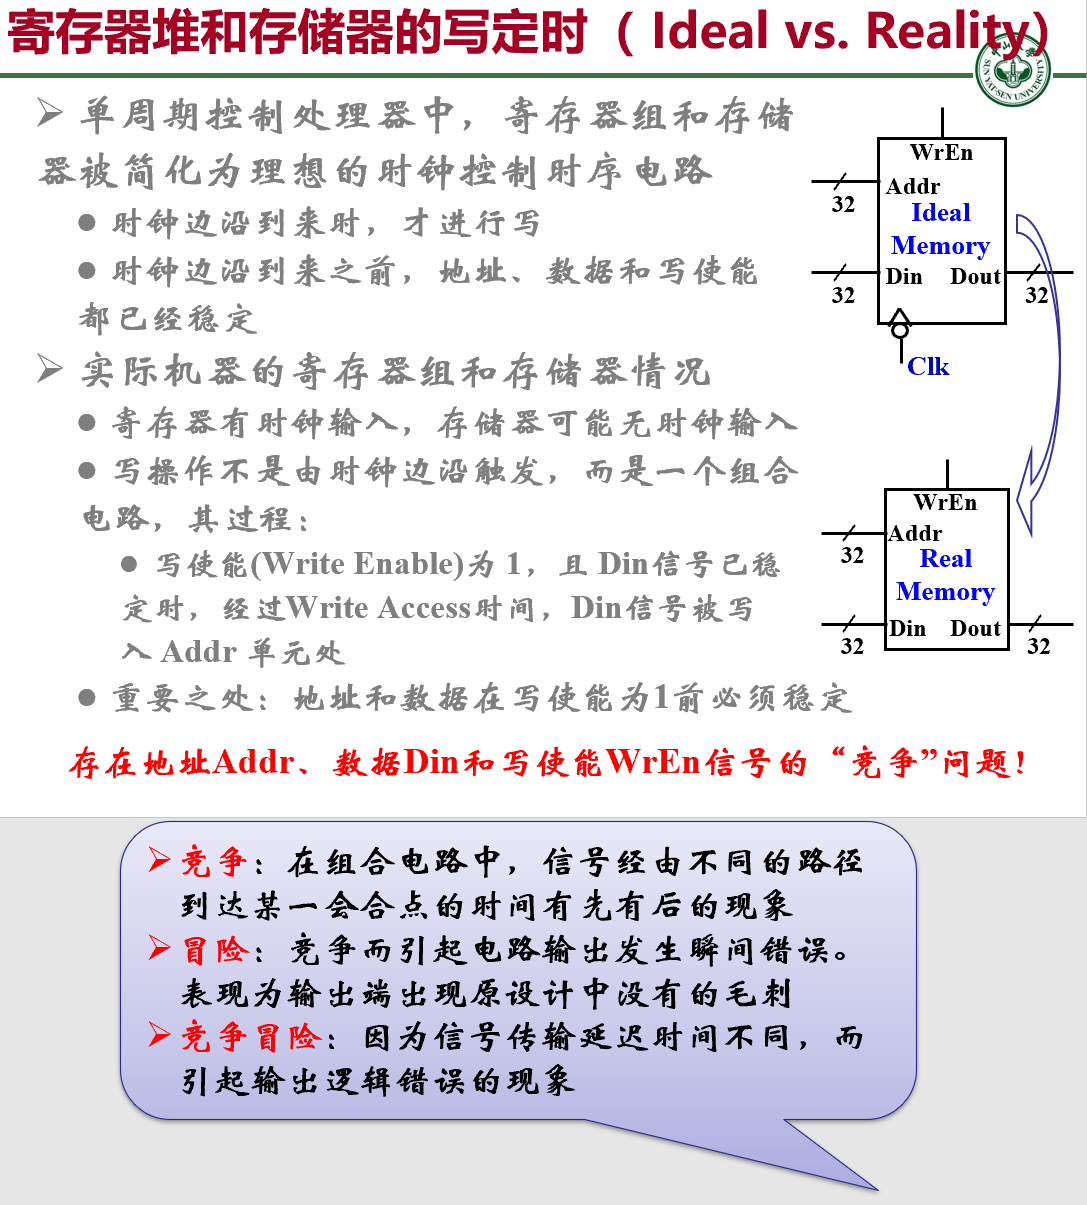 寄存器堆和存储器的写定时（ Ideal vs. Reality）
SUN YAT-SEN UNIVERSITY
单周期控制处理器中，寄存器组和存储
器被简化为理想的时钟控制时序电路
时钟边沿到来时，才进行写
时钟边沿到来之前，地址、数据和写使能
都已经稳定
实际机器的寄存器组和存储器情况
寄存器有时钟输入，存储器可能无时钟输入
写操作不是由时钟边沿触发，而是一个组合
电路，其过程：
写使能(Write Enable)为 1，且 Din信号已稳
定时，经过Write Access时间，Din信号被写
入 Addr 单元处
重要之处：地址和数据在写使能为1前必须稳定
存在地址Addr、数据Din和写使能WrEn信号的“竞争”问题！
WrEn
Addr
32
Ideal
Memory
Din Dout
32 32
Clk
WrEn
Addr
32
Real
Memory
Din Dout
32 32
竞争：在组合电路中，信号经由不同的路径
到达某一会合点的时间有先有后的现象
冒险：竞争而引起电路输出发生瞬间错误。
表现为输出端出现原设计中没有的毛刺
竞争冒险：因为信号传输延迟时间不同，而
引起输出逻辑错误的现象